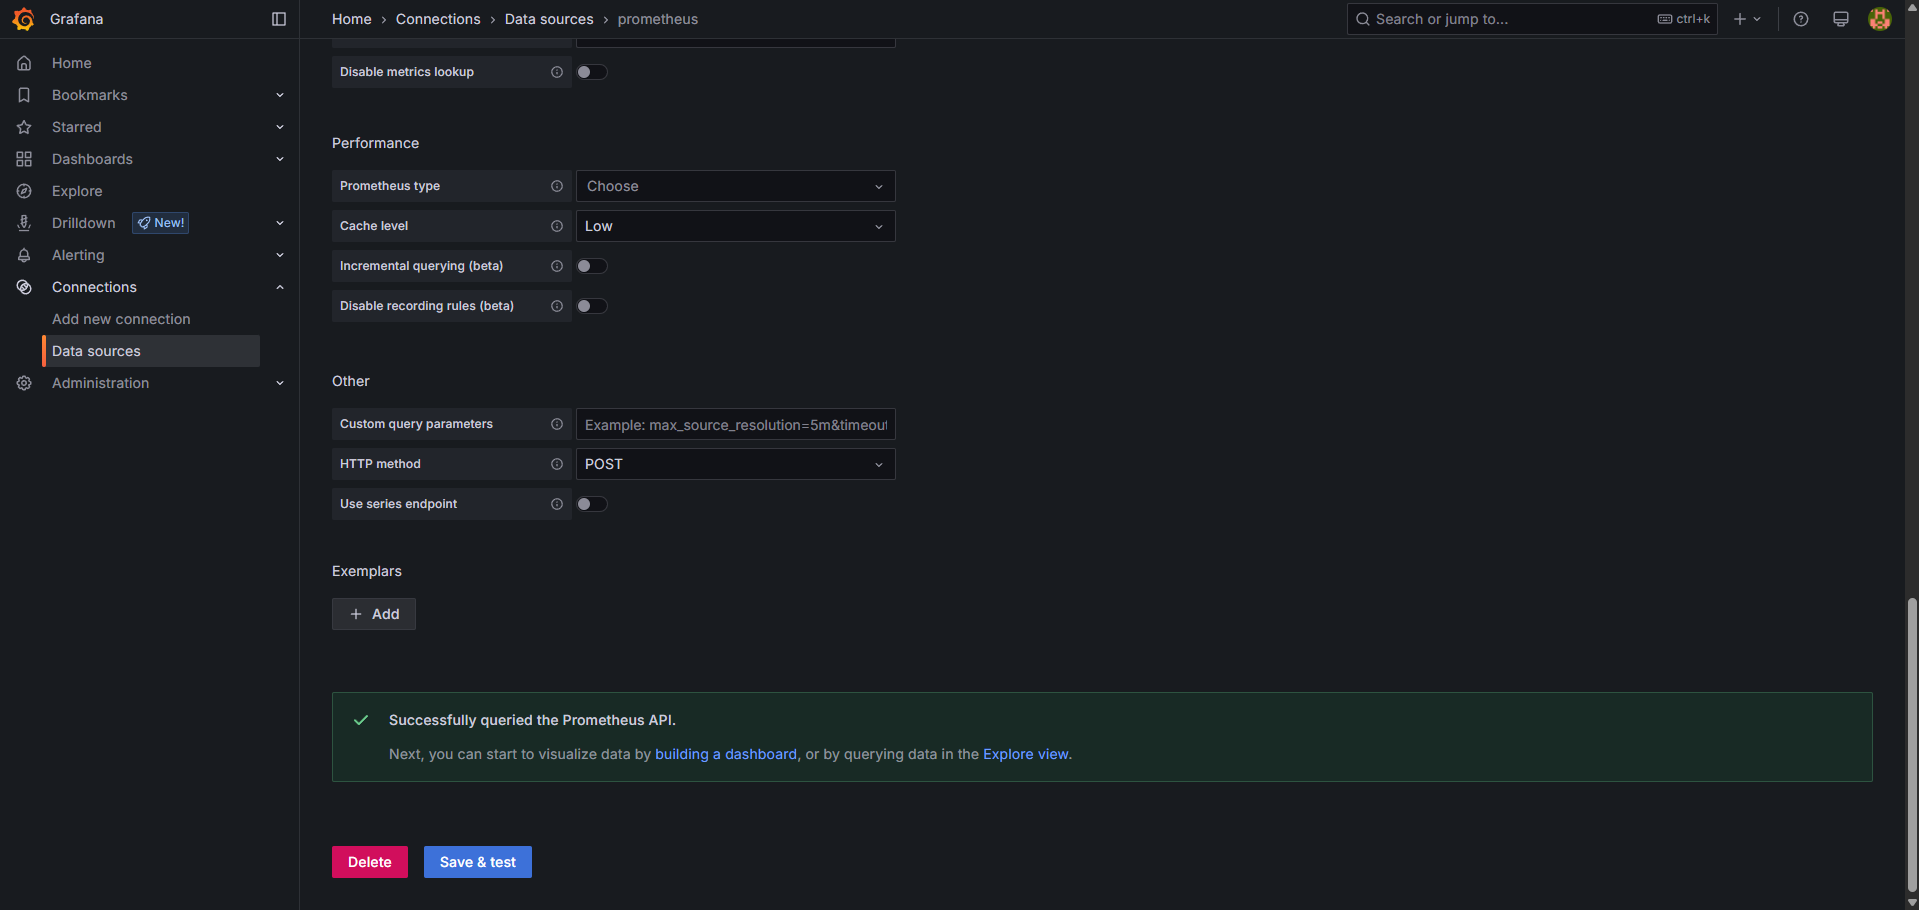 Grafana
Home › Connections › Data sources › prometheus
Search or jump to...
ctrl+k
Home
Bookmarks
Starred
Dashboards
Explore
Drilldown
New!
Alerting
Connections
Add new connection
Data sources
Administration
Disable metrics lookup
Performance
Prometheus type
Choose
Cache level
Low
Incremental querying (beta)
Disable recording rules (beta)
Other
Custom query parameters
Example: max_source_resolution=5m&timeout
HTTP method
POST
Use series endpoint
Exemplars
Add
Successfully queried the Prometheus API.
Next, you can start to visualize data by building a dashboard, or by querying data in the Explore view.
Delete
Save & test